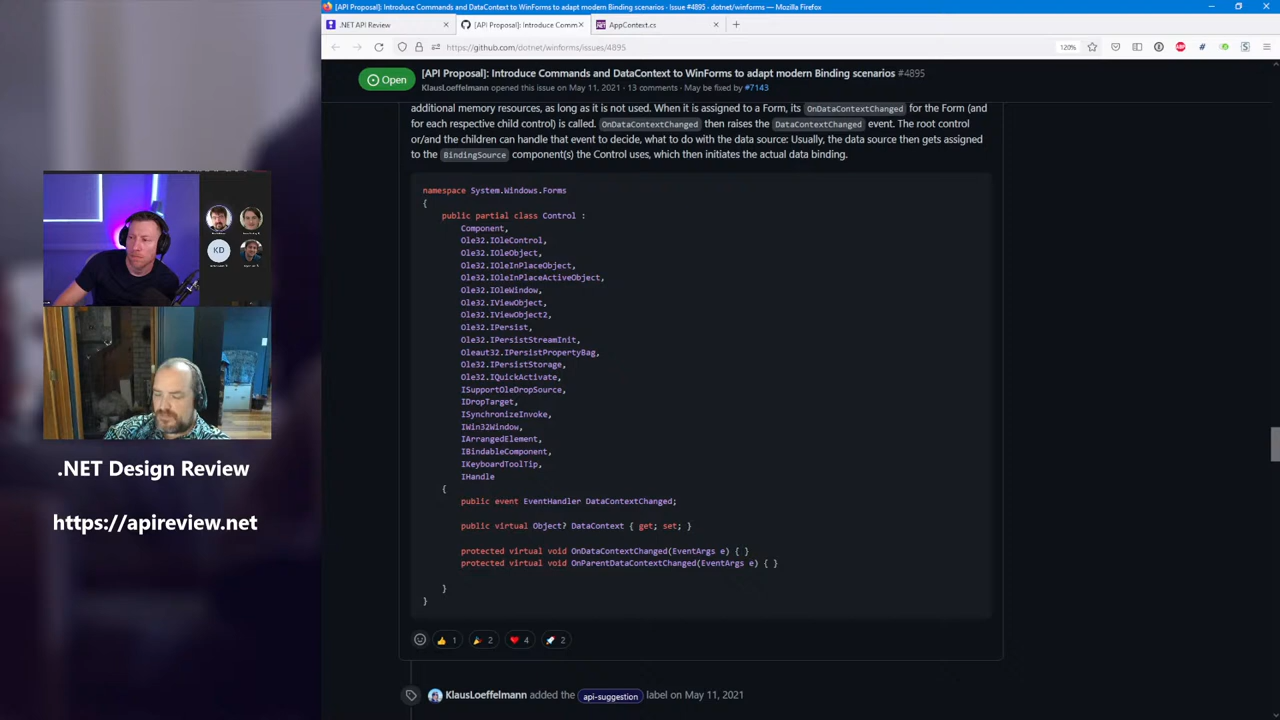 [API Proposal]: Introduce Commands and DataContext to WinForms to adapt modern Binding scenarios · Issue #4895 · dotnet/winforms — Mozilla Firefox
.NET API Review
[API Proposal]: Introduce Comm
AppContext.cs
https://github.com/dotnet/winforms/issues/4895
120%
Open
[API Proposal]: Introduce Commands and DataContext to WinForms to adapt modern Binding scenarios #4895
KlausLoeffelmann opened this issue on May 11, 2021 · 13 comments · May be fixed by #7143
additional memory resources, as long as it is not used. When it is assigned to a Form, its OnDataContextChanged for the Form (and
for each respective child control) is called. OnDataContextChanged then raises the DataContextChanged event. The root control
or/and the children can handle that event to decide, what to do with the data source: Usually, the data source then gets assigned
to the BindingSource component(s) the Control uses, which then initiates the actual data binding.
namespace System.Windows.Forms
{
public partial class Control :
Component,
Ole32.IOleControl,
Ole32.IOleObject,
Ole32.IOleInPlaceObject,
Ole32.IOleInPlaceActiveObject,
Ole32.IOleWindow,
Ole32.IViewObject,
Ole32.IViewObject2,
Ole32.IPersist,
Ole32.IPersistStreamInit,
Oleaut32.IPersistPropertyBag,
Ole32.IPersistStorage,
Ole32.IQuickActivate,
ISupportOleDropSource,
IDropTarget,
ISynchronizeInvoke,
IWin32Window,
IArrangedElement,
IBindableComponent,
IKeyboardToolTip,
IHandle
{
public event EventHandler DataContextChanged;
public virtual Object? DataContext { get; set; }
protected virtual void OnDataContextChanged(EventArgs e) { }
protected virtual void OnParentDataContextChanged(EventArgs e) { }
}
}
1
2
4
2
KlausLoeffelmann added the api-suggestion label on May 11, 2021
KD
.NET Design Review
https://apireview.net